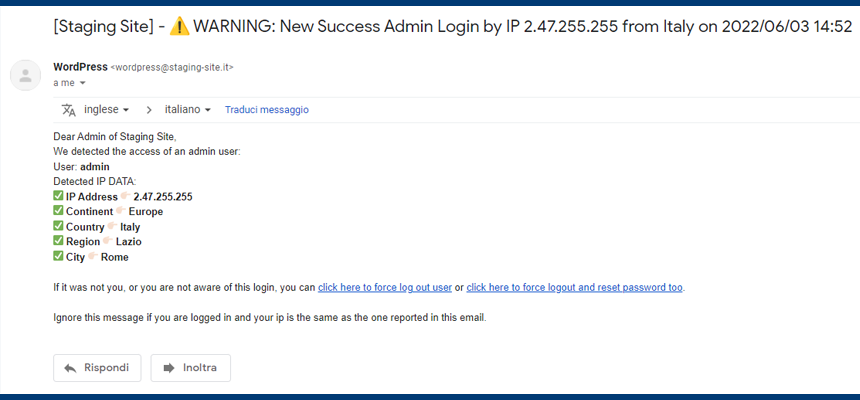 [Staging Site] - ⚠️ WARNING: New Success Admin Login by IP 2.47.255.255 from Italy on 2022/06/03 14:52
WordPress <wordpress@staging-site.it>
a me
inglese > italiano Traduci messaggio
Dear Admin of Staging Site,
We detected the access of an admin user:
User: admin
Detected IP DATA:
✅ IP Address 👉🏻 2.47.255.255
✅ Continent 👉🏻 Europe
✅ Country 👉🏻 Italy
✅ Region 👉🏻 Lazio
✅ City 👉🏻 Rome
If it was not you, or you are not aware of this login, you can click here to force log out user or click here to force logout and reset password too.
Ignore this message if you are logged in and your ip is the same as the one reported in this email.
Rispondi
Inoltra